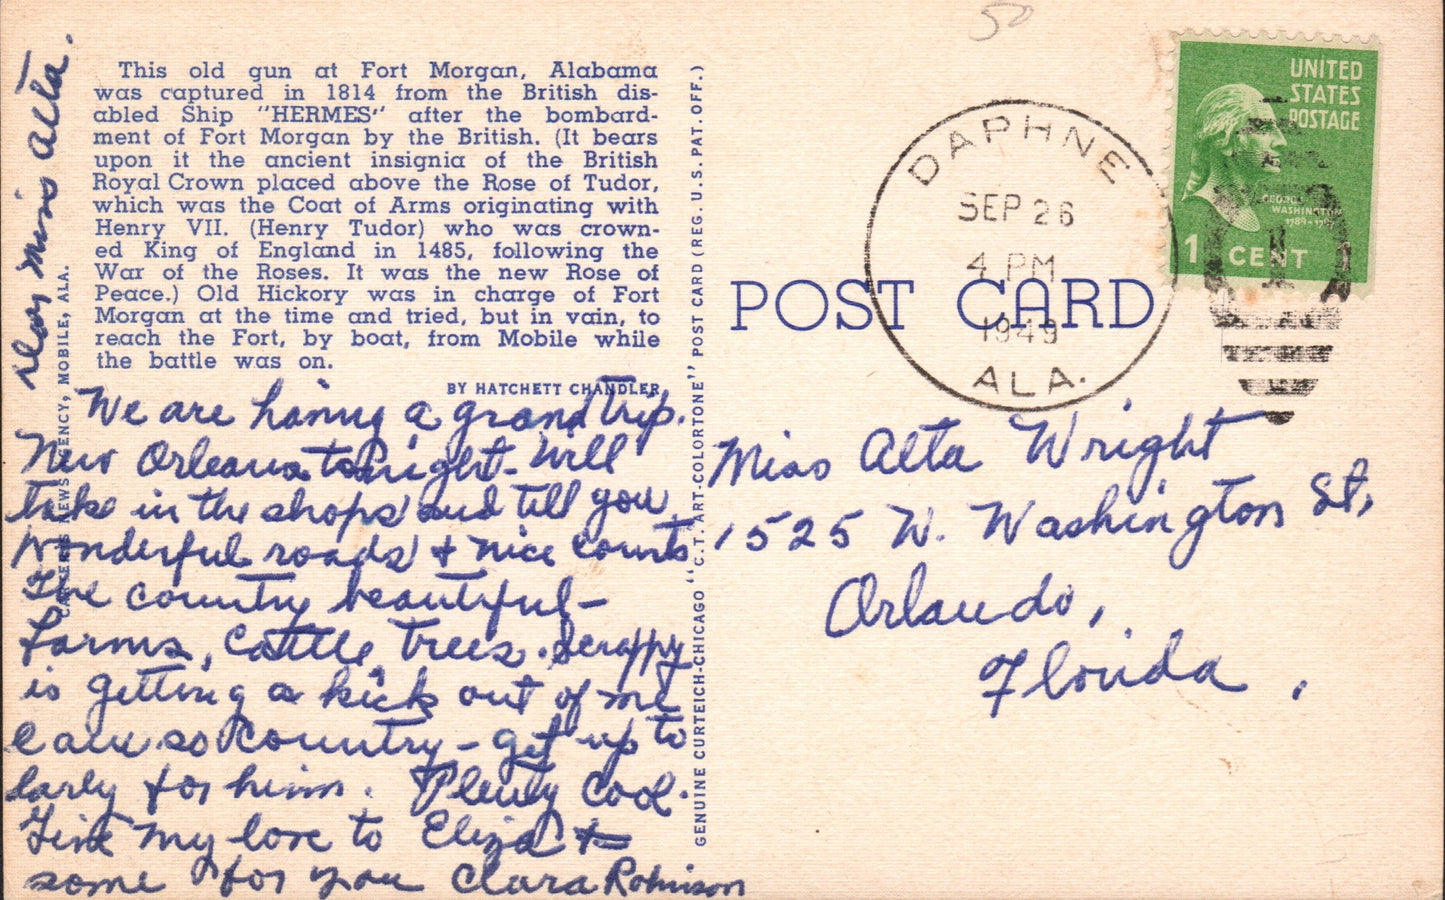 50
This old gun at Fort Morgan, Alabama
was captured in 1814 from the British dis-
abled Ship "HERMES" after the bombard-
ment of Fort Morgan by the British. (It bears
upon it the ancient insignia of the British
Royal Crown placed above the Rose of Tudor,
which was the Coat of Arms originating with
Henry VII. (Henry Tudor) who was crown-
ed King of England in 1485, following the
War of the Roses. It was the new Rose of
Peace.) Old Hickory was in charge of Fort
Morgan at the time and tried, but in vain, to
reach the Fort, by boat, from Mobile while
the battle was on.
BY HATCHETT CHANDLER
Dear Miss Alta.
We are having a grand trip.
New Orleans tonight - Will
take in the shops and tell you
Wonderful roads & nice courts
The country beautiful -
Farms, Cattle, Trees. Scrappy
is getting a kick out of me
cause so country - get up to
early for him. Plenty Cool.
Give my love to Eliza &
some for you Clara Robinson
NEWS AGENCY, MOBILE, ALA.
GENUINE CURTEICH-CHICAGO "C.T. ART-COLORTONE" POST CARD (REG. U.S. PAT. OFF.)
POST CARD
DAPHNE
SEP 26
4 PM
1949
ALA.
UNITED
STATES
POSTAGE
GEORGE
WASHINGTON
1789-1797
1 CENT
Miss Alta Wright
1525 W. Washington St,
Orlando,
Florida,